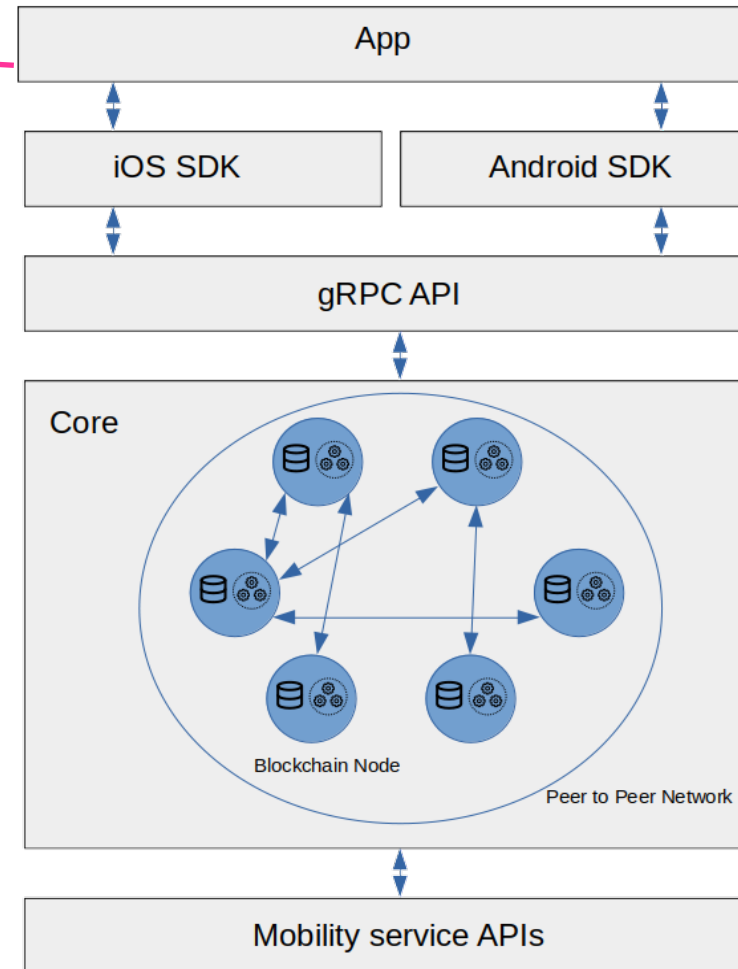 App
iOS SDK
Android SDK
gRPC API
Core
Blockchain Node
Peer to Peer Network
Mobility service APIs